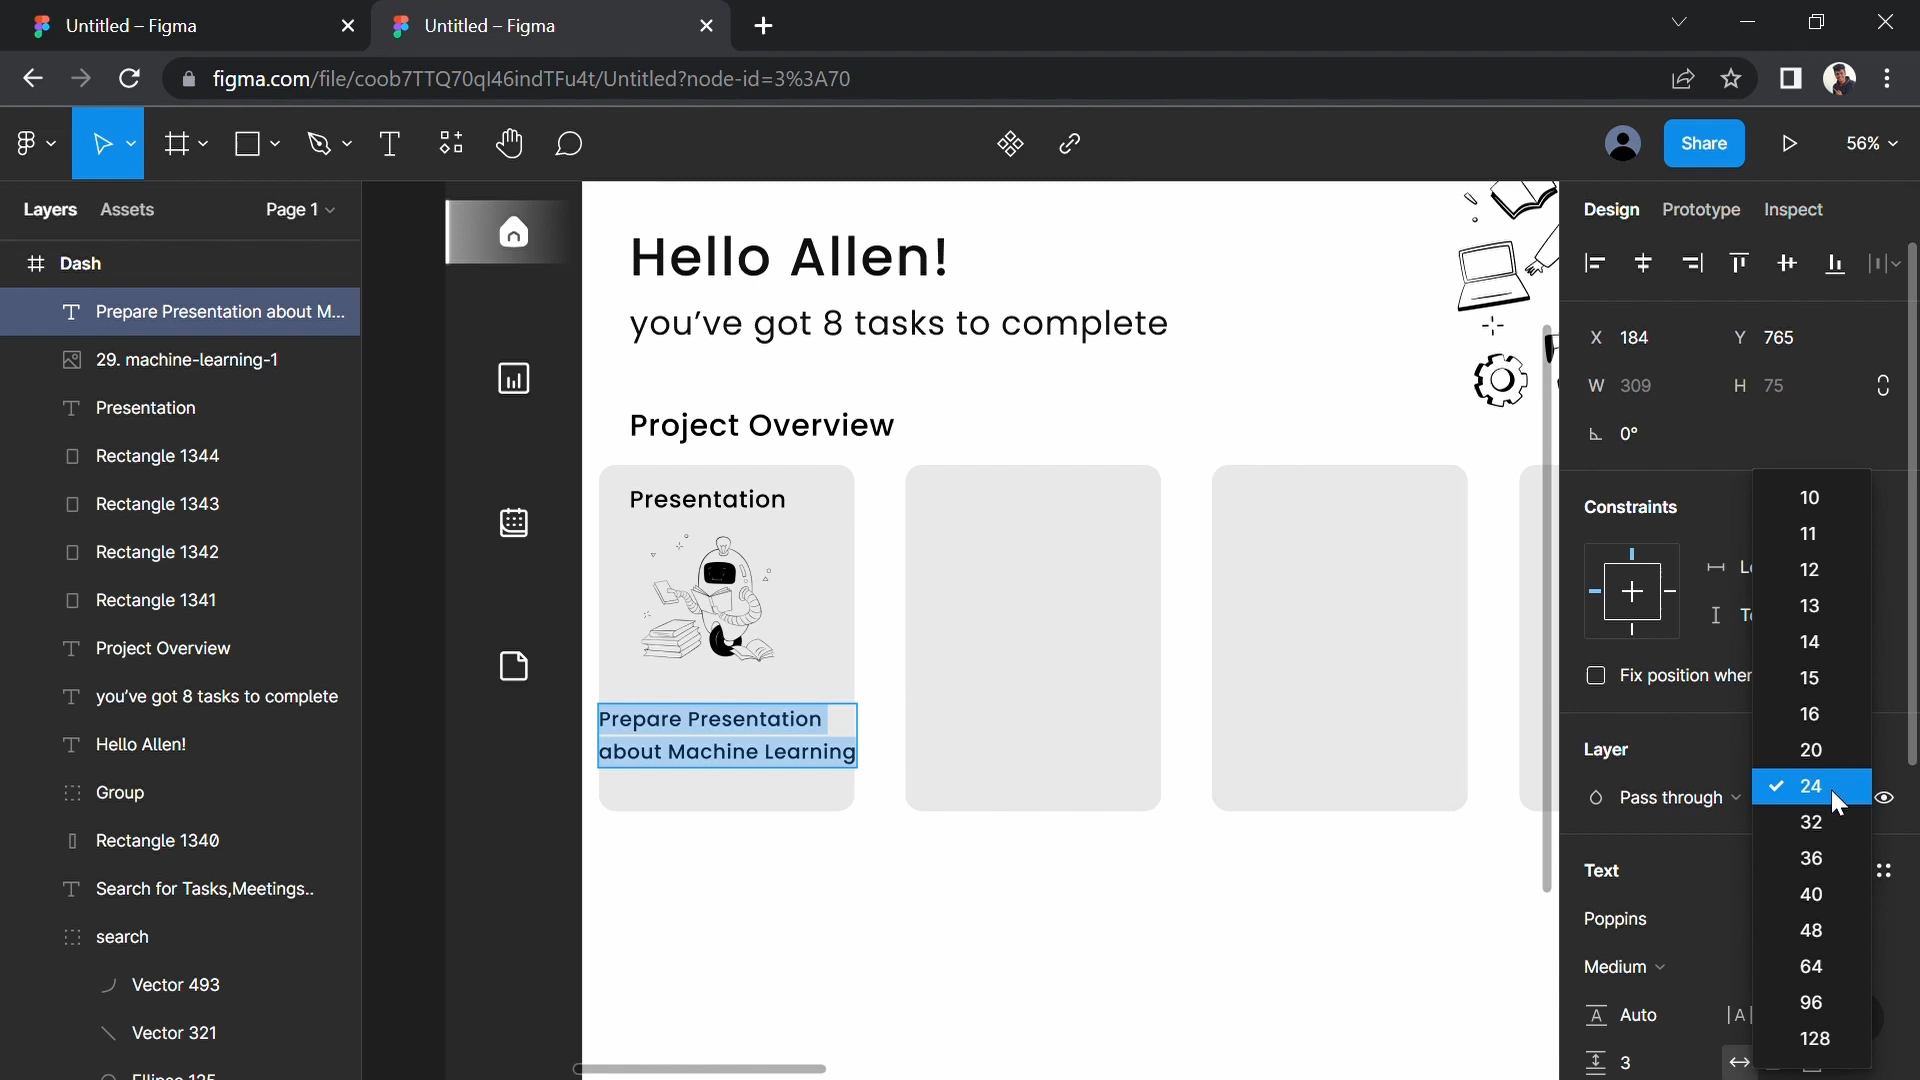 Untitled – Figma
Untitled – Figma
figma.com/file/coob7TTQ70ql46indTFu4t/Untitled?node-id=3%3A70
Share
56%
Layers
Assets
Page 1
Design
Prototype
Inspect
Dash
Prepare Presentation about M...
29. machine-learning-1
Presentation
Rectangle 1344
Rectangle 1343
Rectangle 1342
Rectangle 1341
Project Overview
you've got 8 tasks to complete
Hello Allen!
Group
Rectangle 1340
Search for Tasks,Meetings..
search
Vector 493
Vector 321
Hello Allen!
you've got 8 tasks to complete
Project Overview
Presentation
Prepare Presentation
about Machine Learning
X 184
Y 765
W 309
H 75
0°
Constraints
Fix position when
Layer
Pass through
Text
Poppins
Medium
A Auto
|A|
3
10
11
12
13
14
15
16
20
24
32
36
40
48
64
96
128